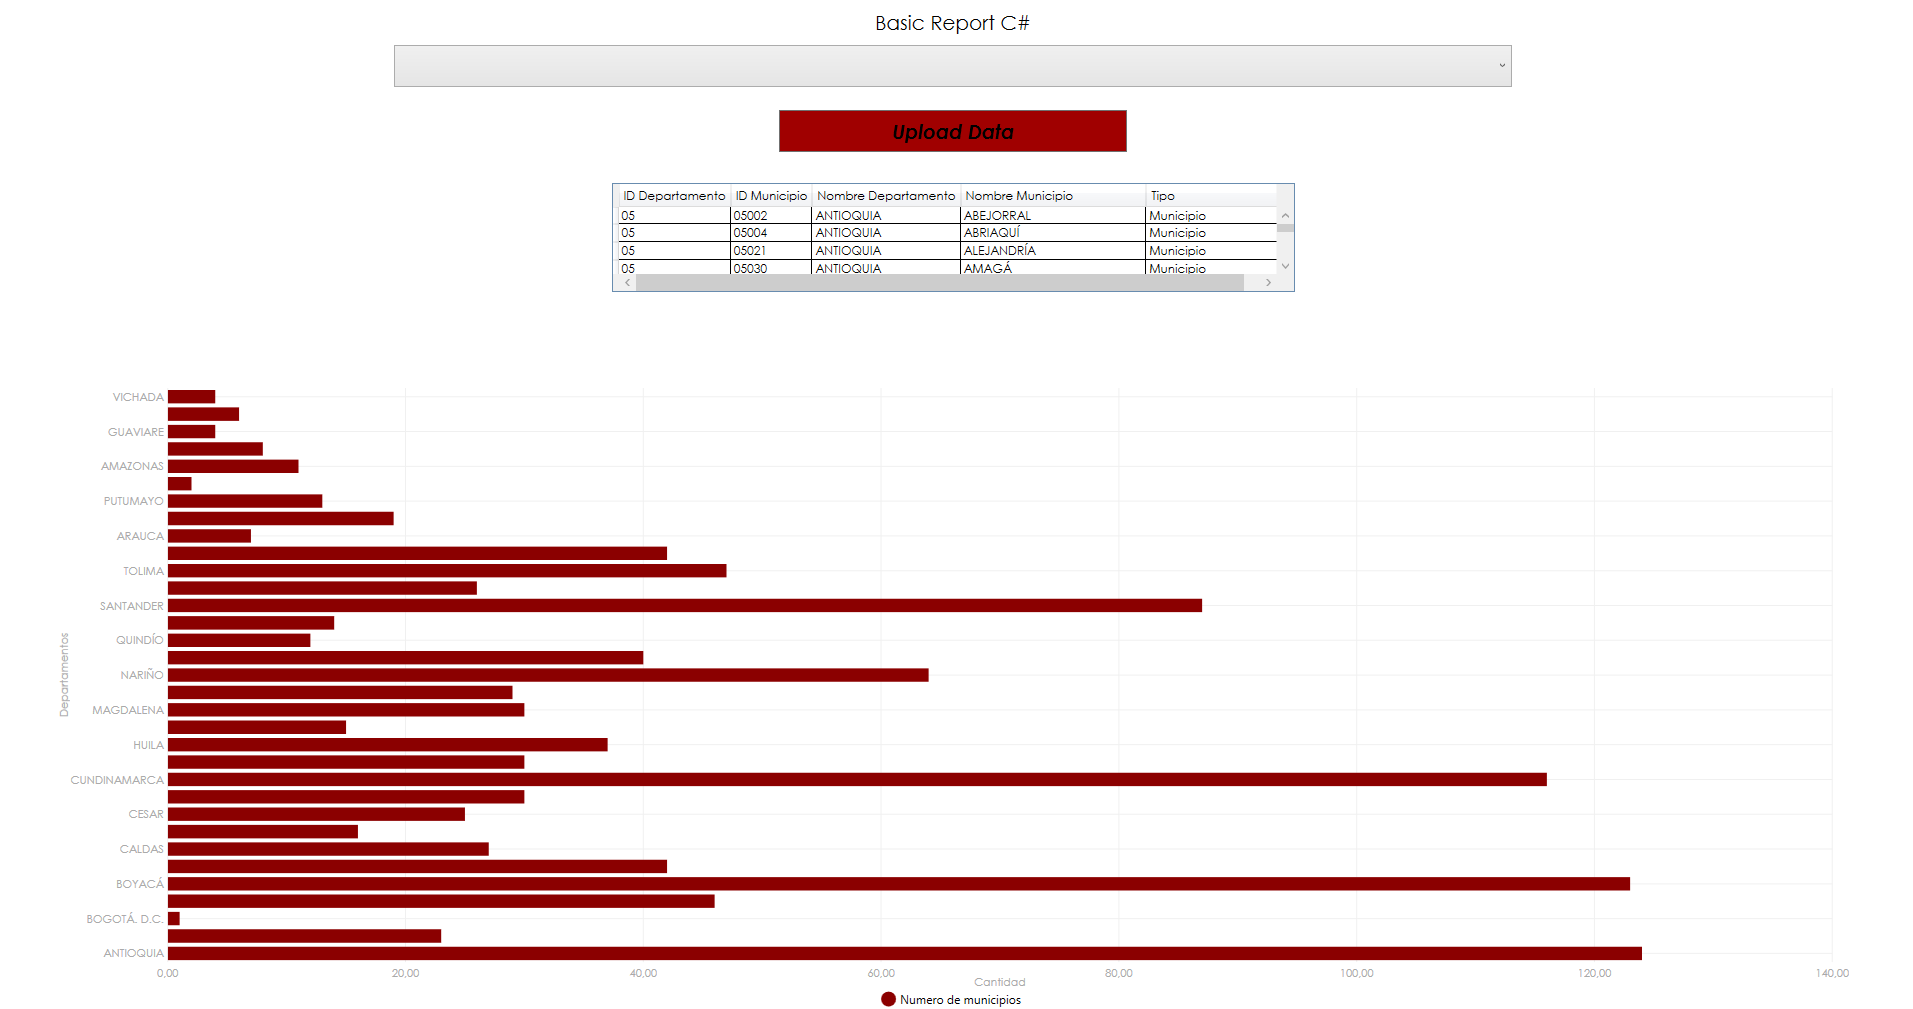 Basic Report C#
Upload Data
ID Departamento ID Municipio Nombre Departamento Nombre Municipio Tipo
05 05002 ANTIOQUIA ABEJORRAL Municipio
05 05004 ANTIOQUIA ABRIAQUÍ Municipio
05 05021 ANTIOQUIA ALEJANDRÍA Municipio
05 05030 ANTIOQUIA AMAGÁ Municipio
VICHADA
GUAVIARE
AMAZONAS
PUTUMAYO
ARAUCA
TOLIMA
SANTANDER
QUINDÍO
NARIÑO
MAGDALENA
HUILA
CUNDINAMARCA
CESAR
CALDAS
BOYACÁ
BOGOTÁ. D.C.
ANTIOQUIA
Departamentos
0,00 20,00 40,00 60,00 80,00 100,00 120,00 140,00
Cantidad
Numero de municipios